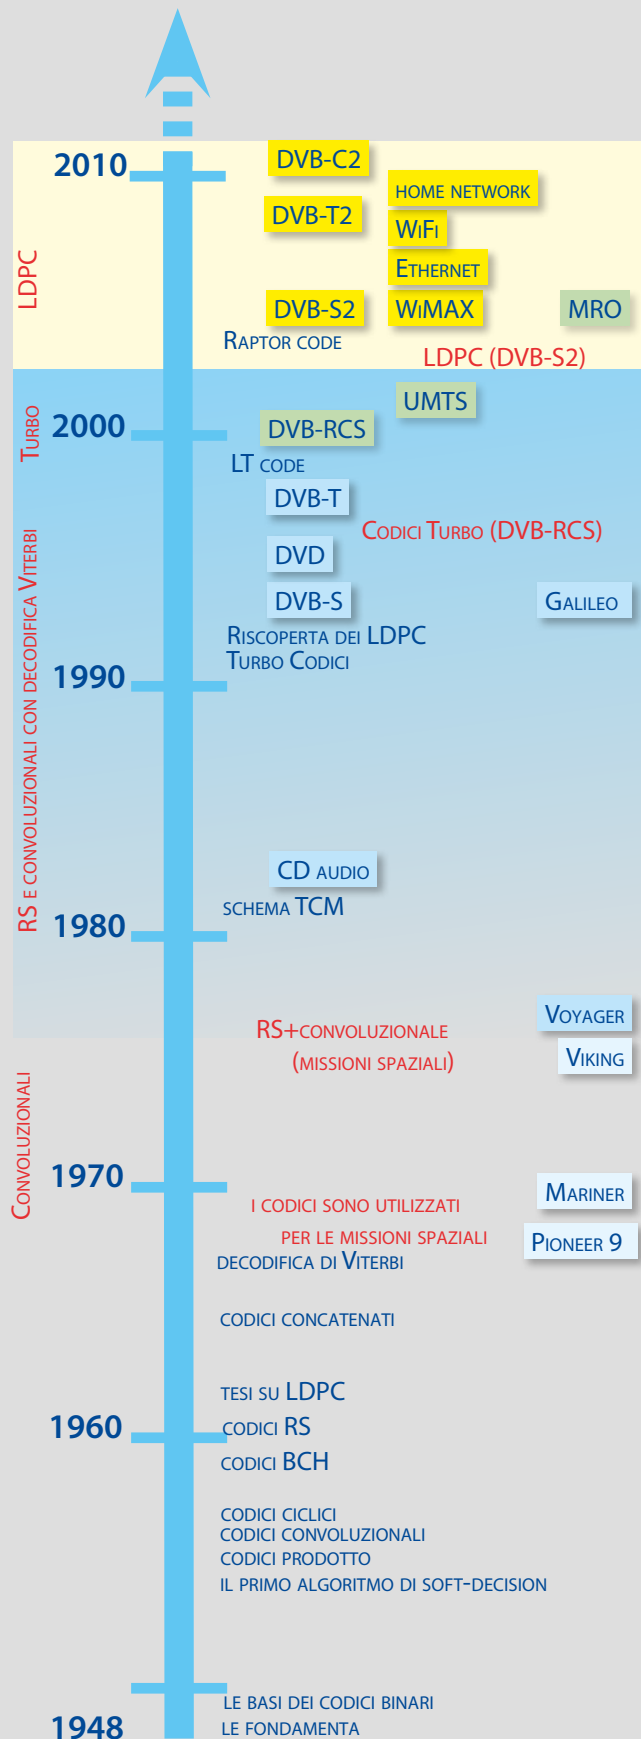 DVB-C2
2010
HOME NETWORK
DVB-T2
WiFi
LDPC
ETHERNET
DVB-S2
WiMAX
MRO
RAPTOR CODE
LDPC (DVB-S2)
UMTS
TURBO
2000
DVB-RCS
LT CODE
DVB-T
CODICI TURBO (DVB-RCS)
DVD
DVB-S
GALILEO
RISCOPERTA DEI LDPC
TURBO CODICI
1990
RS E CONVOLUZIONALI CON DECODIFICA VITERBI
CD AUDIO
SCHEMA TCM
1980
VOYAGER
RS+CONVOLUZIONALE
(MISSIONI SPAZIALI)
VIKING
CONVOLUZIONALI
1970
MARINER
I CODICI SONO UTILIZZATI
PER LE MISSIONI SPAZIALI
PIONEER 9
DECODIFICA DI VITERBI
CODICI CONCATENATI
TESI SU LDPC
1960
CODICI RS
CODICI BCH
CODICI CICLICI
CODICI CONVOLUZIONALI
CODICI PRODOTTO
IL PRIMO ALGORITMO DI SOFT-DECISION
LE BASI DEI CODICI BINARI
1948
LE FONDAMENTA